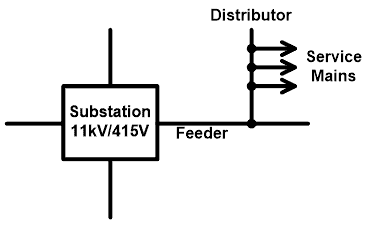 Distributor
Service
Mains
Substation
11kV/415V
Feeder